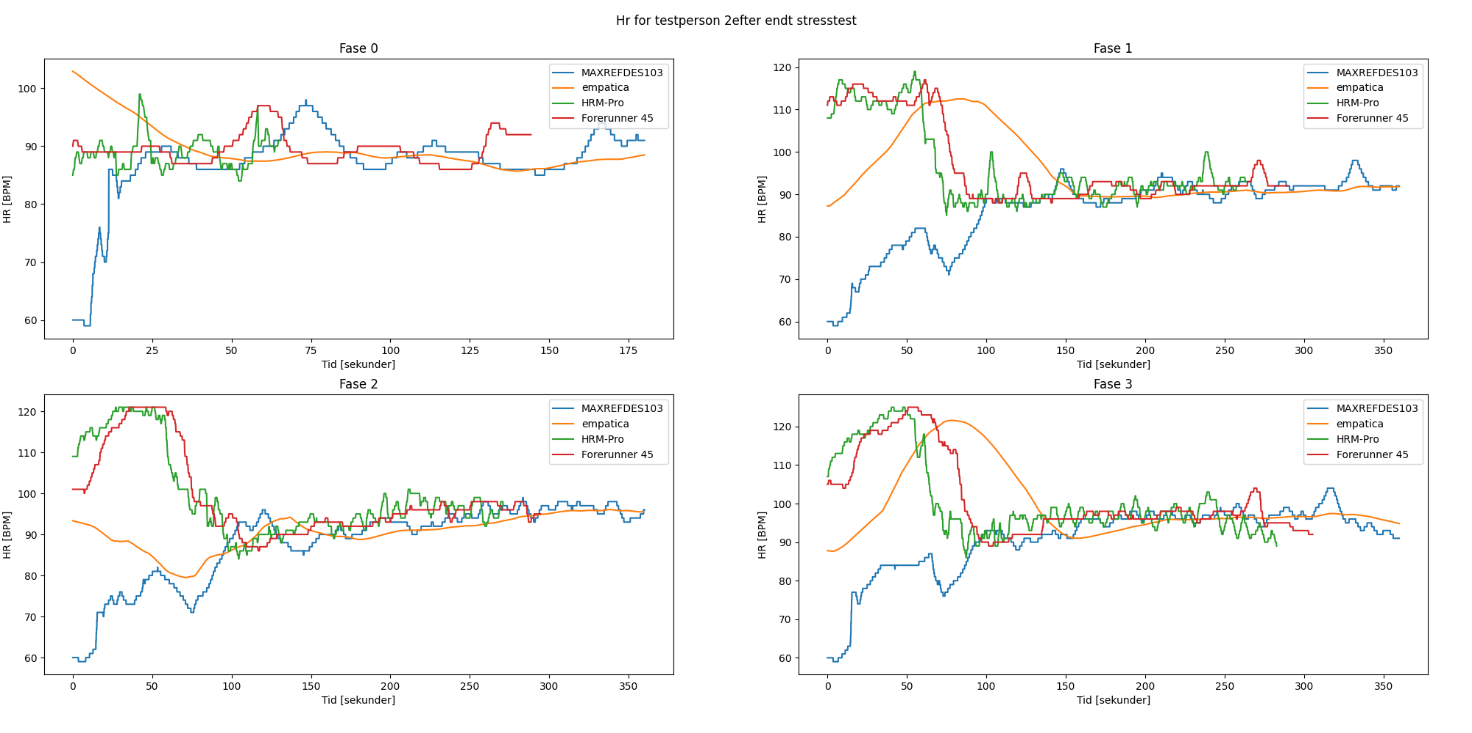 Hr for testperson 2efter endt stresstest
Fase 0
HR [BPM]
100
90
80
70
60
MAXREFDES103
empatica
HRM-Pro
Forerunner 45
0 25 50 75 100 125 150 175
Tid [sekunder]
Fase 1
HR [BPM]
120
110
100
90
80
70
60
MAXREFDES103
empatica
HRM-Pro
Forerunner 45
0 50 100 150 200 250 300 350
Tid [sekunder]
Fase 2
HR [BPM]
120
110
100
90
80
70
60
MAXREFDES103
empatica
HRM-Pro
Forerunner 45
0 50 100 150 200 250 300 350
Tid [sekunder]
Fase 3
HR [BPM]
120
110
100
90
80
70
60
MAXREFDES103
empatica
HRM-Pro
Forerunner 45
0 50 100 150 200 250 300 350
Tid [sekunder]